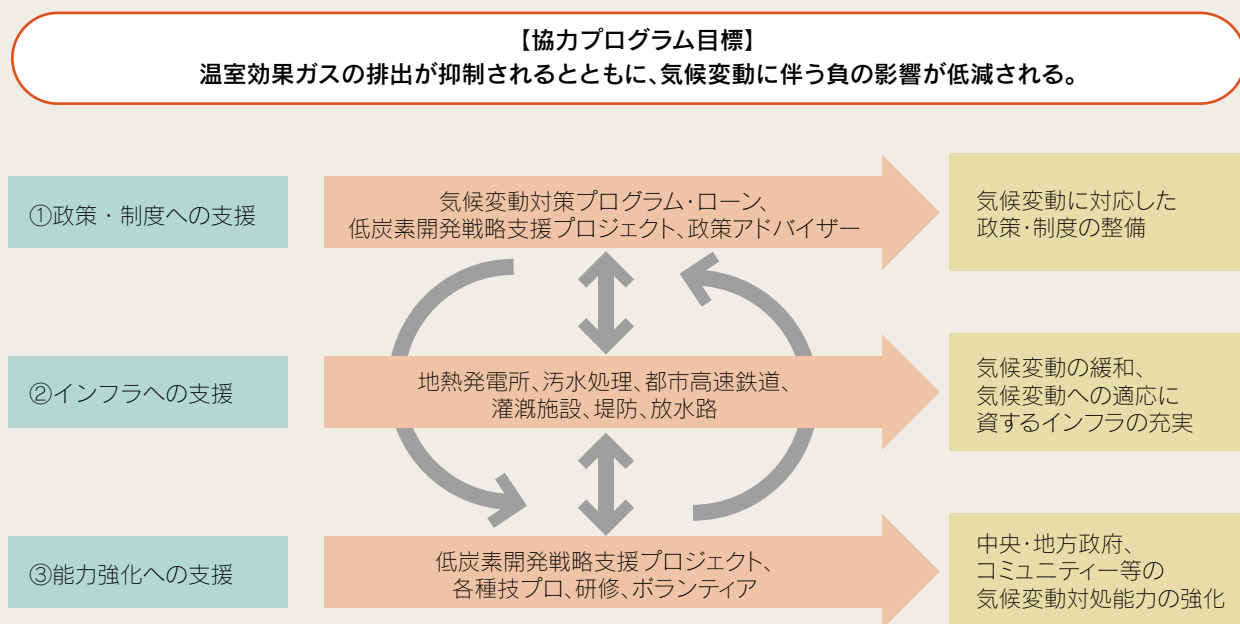 【協力プログラム目標】
温室効果ガスの排出が抑制されるとともに、気候変動に伴う負の影響が低減される。
①政策・制度への支援
気候変動対策プログラム・ローン、
低炭素開発戦略支援プロジェクト、政策アドバイザー
気候変動に対応した
政策・制度の整備
②インフラへの支援
地熱発電所、汚水処理、都市高速鉄道、
灌漑施設、堤防、放水路
気候変動の緩和、
気候変動への適応に
資するインフラの充実
③能力強化への支援
低炭素開発戦略支援プロジェクト、
各種技プロ、研修、ボランティア
中央・地方政府、
コミュニティー等の
気候変動対処能力の強化